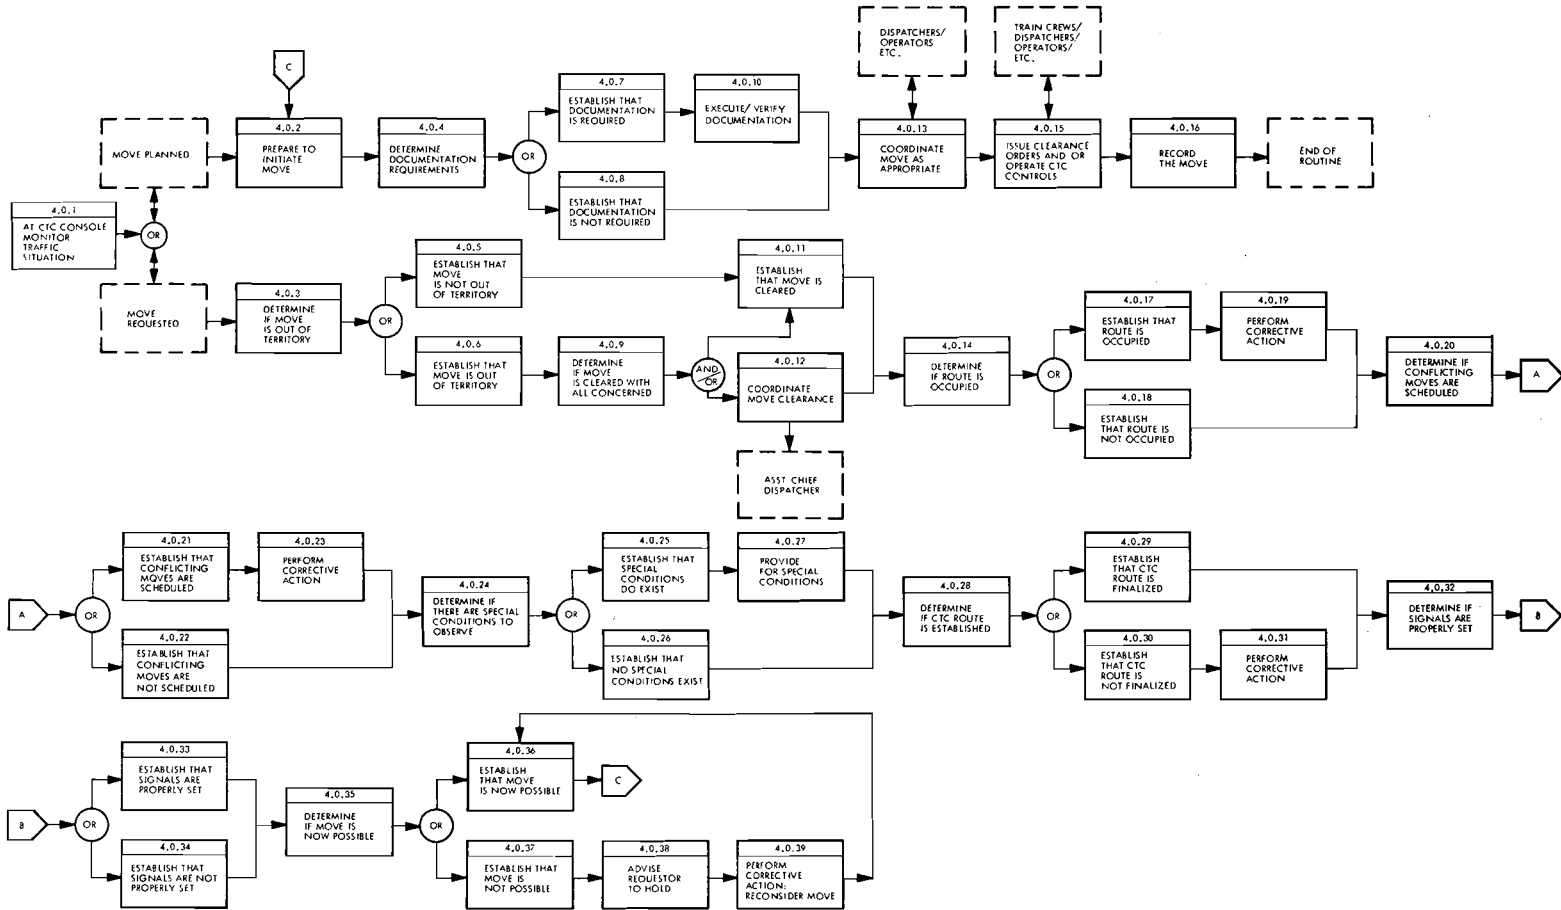 C
MOVE PLANNED
4.0.2
PREPARE TO
INITIATE
MOVE
4.0.4
DETERMINE
DOCUMENTATION
REQUIREMENTS
OR
4.0.7
ESTABLISH THAT
DOCUMENTATION
IS REQUIRED
4.0.10
EXECUTE/ VERIFY
DOCUMENTATION
4.0.8
ESTABLISH THAT
DOCUMENTATION
IS NOT REQUIRED
DISPATCHERS/
OPERATORS
ETC.
4.0.13
COORDINATE
MOVE AS
APPROPRIATE
TRAIN CREWS/
DISPATCHERS/
OPERATORS/
ETC.
4.0.15
ISSUE CLEARANCE
ORDERS AND OR
OPERATE CTC
CONTROLS
4.0.16
RECORD
THE MOVE
END OF
ROUTINE
4.0.1
AT CTC CONSOLE
MONITOR
TRAFFIC
SITUATION
OR
MOVE
REQUESTED
4.0.3
DETERMINE
IF MOVE
IS OUT OF
TERRITORY
OR
4.0.5
ESTABLISH THAT
MOVE
IS NOT OUT
OF TERRITORY
4.0.6
ESTABLISH THAT
MOVE IS OUT
OF TERRITORY
4.0.9
DETERMINE
IF MOVE
IS CLEARED WITH
ALL CONCERNED
AND/OR
4.0.11
ESTABLISH
THAT MOVE IS
CLEARED
4.0.12
COORDINATE
MOVE CLEARANCE
ASST CHIEF
DISPATCHER
4.0.14
DETERMINE
IF ROUTE IS
OCCUPIED
OR
4.0.17
ESTABLISH THAT
ROUTE IS
OCCUPIED
4.0.19
PERFORM
CORRECTIVE
ACTION
4.0.18
ESTABLISH
THAT ROUTE IS
NOT OCCUPIED
4.0.20
DETERMINE IF
CONFLICTING
MOVES ARE
SCHEDULED
A
A
OR
4.0.21
ESTABLISH THAT
CONFLICTING
MOVES ARE
SCHEDULED
4.0.23
PERFORM
CORRECTIVE
ACTION
4.0.22
ESTABLISH THAT
CONFLICTING
MOVES ARE
NOT SCHEDULED
4.0.24
DETERMINE IF
THERE ARE SPECIAL
CONDITIONS TO
OBSERVE
OR
4.0.25
ESTABLISH THAT
SPECIAL
CONDITIONS
DO EXIST
4.0.27
PROVIDE
FOR SPECIAL
CONDITIONS
4.0.26
ESTABLISH THAT
NO SPECIAL
CONDITIONS EXIST
4.0.28
DETERMINE
IF CTC ROUTE
IS ESTABLISHED
OR
4.0.29
ESTABLISH
THAT CTC
ROUTE IS
FINALIZED
4.0.30
ESTABLISH
THAT CTC
ROUTE IS
NOT FINALIZED
4.0.31
PERFORM
CORRECTIVE
ACTION
4.0.32
DETERMINE IF
SIGNALS ARE
PROPERLY SET
B
B
OR
4.0.33
ESTABLISH THAT
SIGNALS ARE
PROPERLY SET
4.0.34
ESTABLISH THAT
SIGNALS ARE NOT
PROPERLY SET
4.0.35
DETERMINE
IF MOVE IS
NOW POSSIBLE
OR
4.0.36
ESTABLISH
THAT MOVE
IS NOW POSSIBLE
C
4.0.37
ESTABLISH THAT
MOVE IS
NOT POSSIBLE
4.0.38
ADVISE
REQUESTOR
TO HOLD
4.0.39
PERFORM
CORRECTIVE
ACTION:
RECONSIDER MOVE